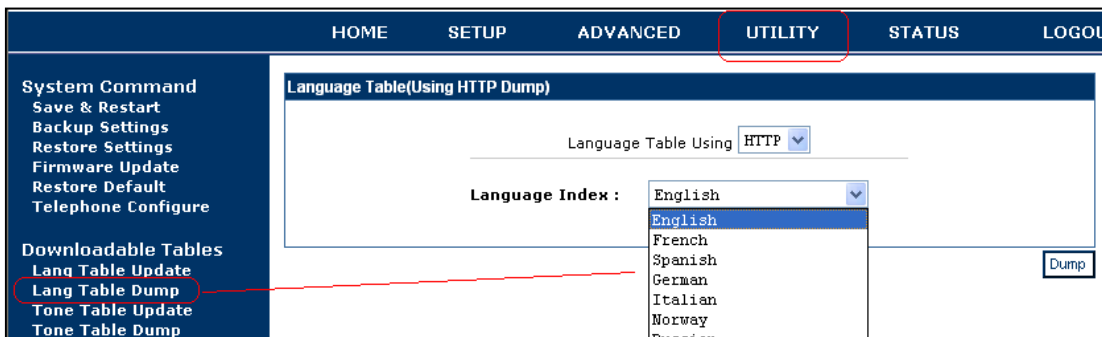 HOME SETUP ADVANCED UTILITY STATUS LOGOU
System Command
Save & Restart
Backup Settings
Restore Settings
Firmware Update
Restore Default
Telephone Configure
Downloadable Tables
Lang Table Update
Lang Table Dump
Tone Table Update
Tone Table Dump
Language Table(Using HTTP Dump)
Language Table Using HTTP
Language Index : English
English
French
Spanish
German
Italian
Norway
Dump